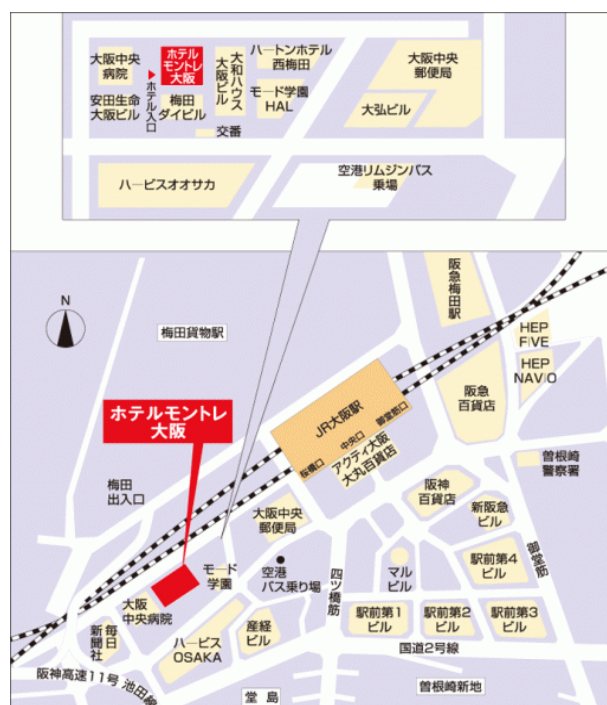 大阪中央
病院
ホテル
モントレ
大阪
大和ハウス
大阪ビル
ハートンホテル
西梅田
大阪中央
郵便局
安田生命
大阪ビル
ホテル入口
梅田
ダイビル
モード学園
HAL
大弘ビル
交番
ハービスオオサカ
空港リムジンバス
乗場
N
梅田貨物駅
阪急梅田駅
HEP
FIVE
HEP
NAVIO
阪急
百貨店
ホテルモントレ
大阪
JR大阪駅
御堂筋口
中央口
桜橋口
アクティ大阪
大丸百貨店
曽根崎
警察署
梅田
出入口
阪神
百貨店
大阪中央
郵便局
新阪急
ビル
御堂筋
モード
学園
空港
バス乗り場
四ツ橋筋
マル
ビル
駅前第4
ビル
大阪
中央病院
毎日
新聞社
ハービス
OSAKA
産経
ビル
駅前第1
ビル
駅前第2
ビル
駅前第3
ビル
国道2号線
阪神高速11号 池田線
堂島
曽根崎新地